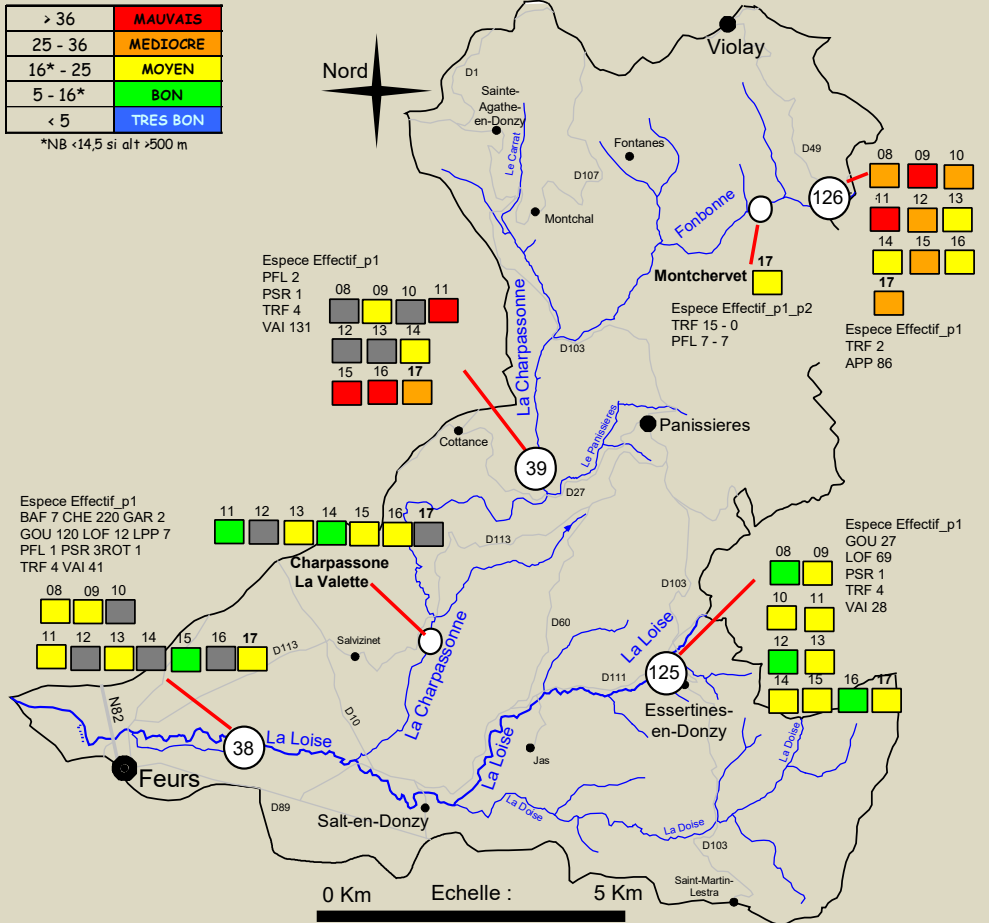 > 36 MAUVAIS
25 - 36 MEDIOCRE
16* - 25 MOYEN
5 - 16* BON
< 5 TRES BON
*NB <14,5 si alt >500 m
Nord
Violay
D1
Sainte-
Agathe-
en-Donzy
Le Carrat
Fontanes
D107
Montchal
D49
Fonbonne
126
08 09 10
11 12 13
14 15 16
17
Espece Effectif_p1
TRF 2
APP 86
17
Montchervet
Espece Effectif_p1_p2
TRF 15 - 0
PFL 7 - 7
Espece Effectif_p1
PFL 2
PSR 1
TRF 4
VAI 131
08 09 10 11
12 13 14
15 16 17
La Charpassonne
D103
Le Panissieres
Panissieres
Cottance
39
D27
Espece Effectif_p1
BAF 7 CHE 220 GAR 2
GOU 120 LOF 12 LPP 7
PFL 1 PSR 3ROT 1
TRF 4 VAI 41
08 09 10
11 12 13 14 15 16 17
11 12 13 14 15 16 17
Charpassone
La Valette
D113
D103
Espece Effectif_p1
GOU 27
LOF 69
PSR 1
TRF 4
VAI 28
08 09
10 11
12 13
14 15 16 17
Salvizinet
D113
La Charpassonne
D60
La Loise
D111
125
Essertines-
en-Donzy
N82
D10
La Loise
38
La Loise
Jas
La Doise
Feurs
D89
Salt-en-Donzy
La Doise
La Doise
D103
Saint-Martin-
Lestra
0 Km Echelle : 5 Km